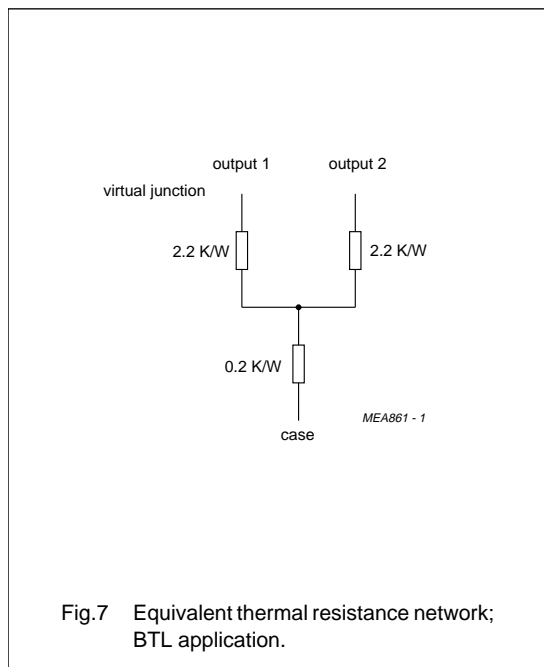 output 1 output 2
virtual junction
2.2 K/W 2.2 K/W
0.2 K/W
MEA861 - 1
case
Fig.7 Equivalent thermal resistance network;
BTL application.